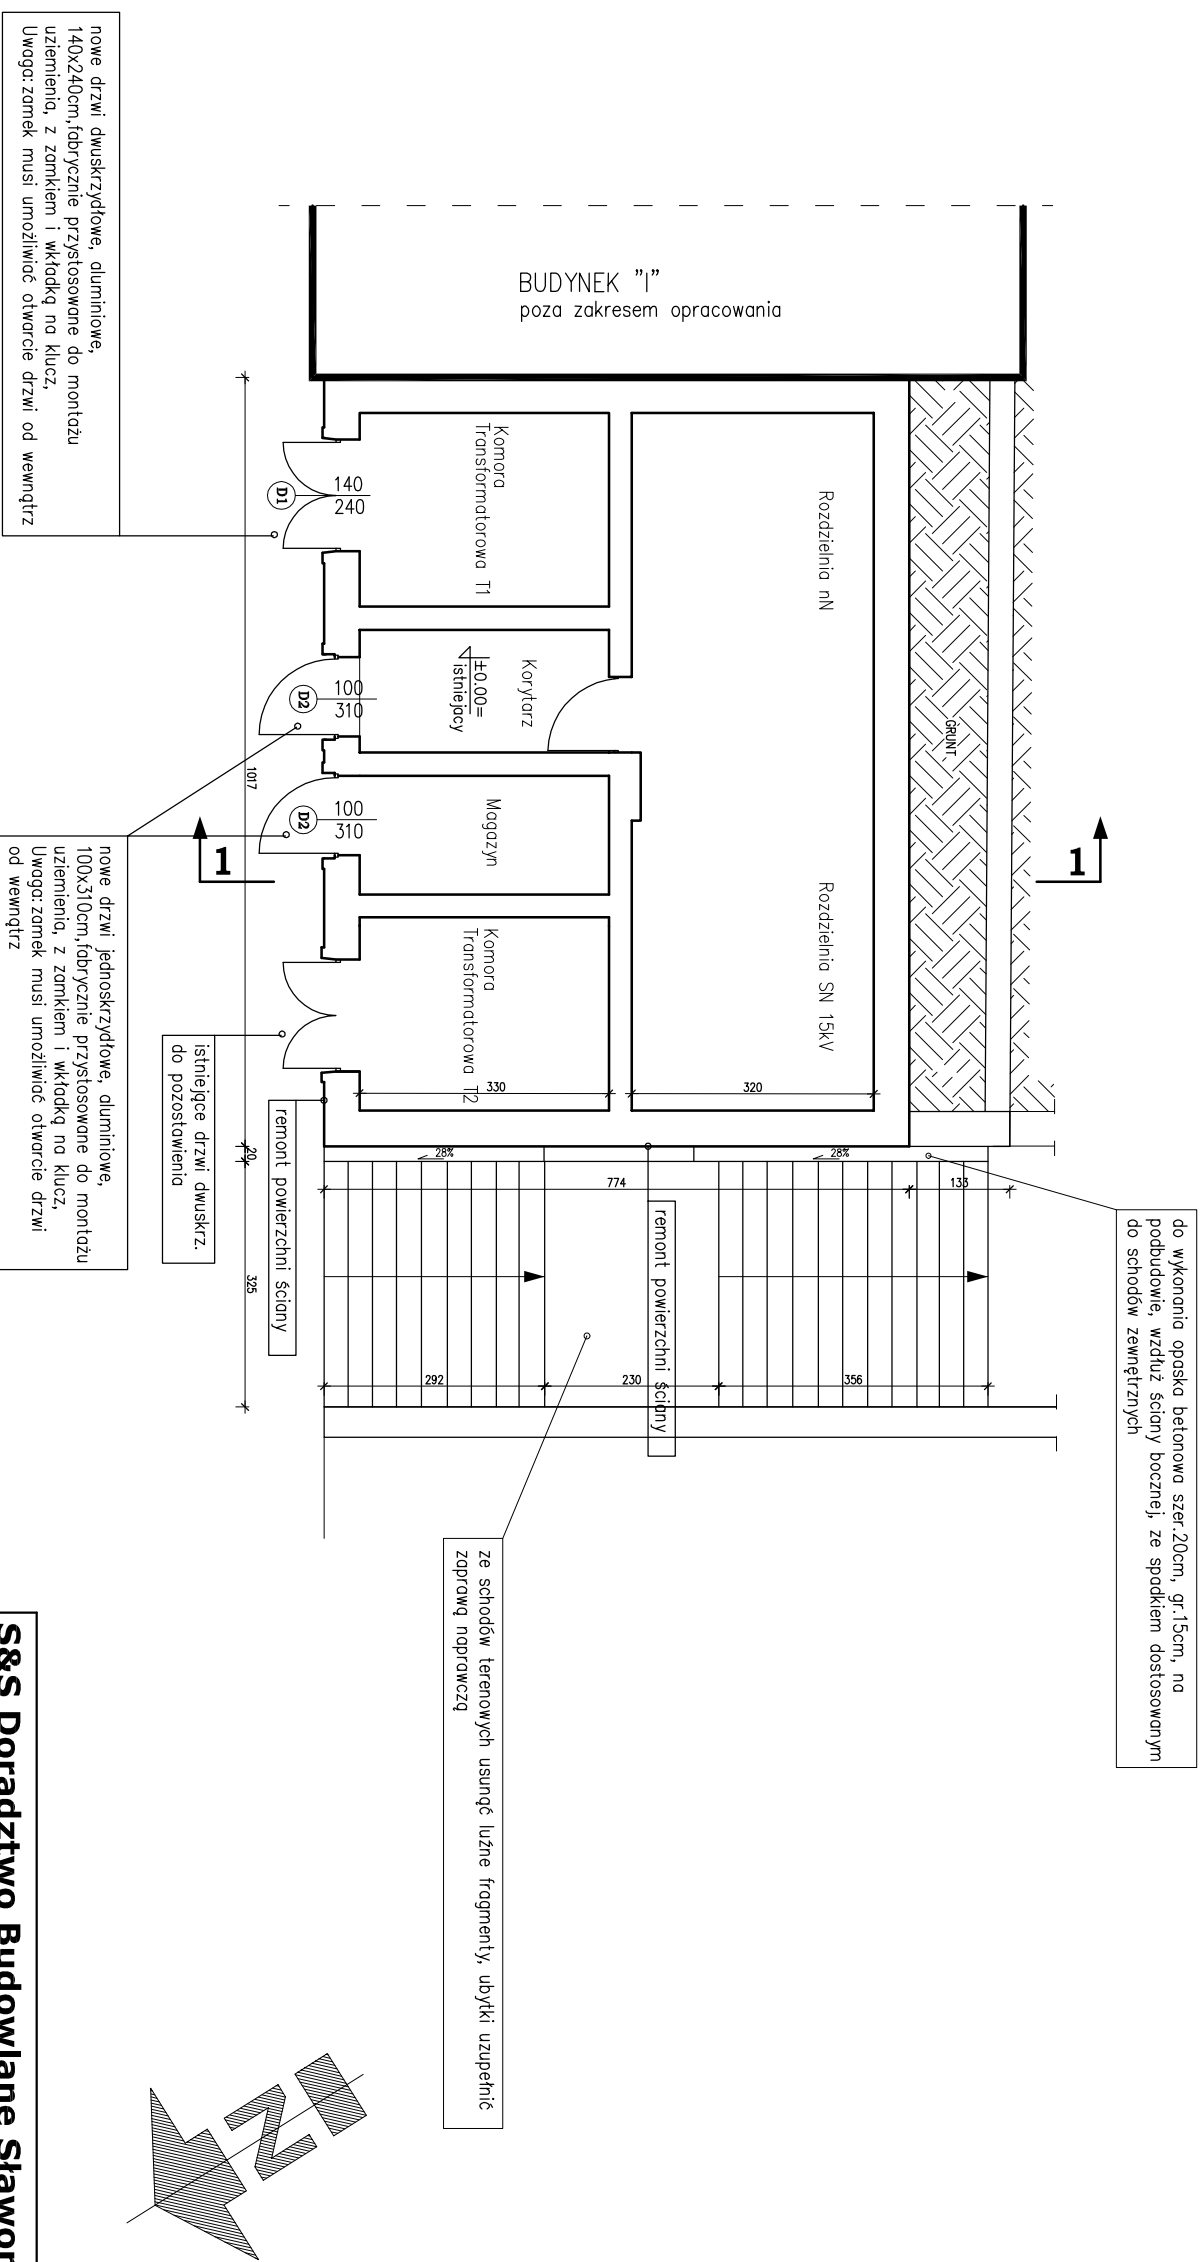 BUDYNEK "I"
poza zakresem opracowania
nowe drzwi dwuskrzydłowe, aluminiowe,
140x240cm,fabrycznie przystosowane do montażu
uziemienia, z zamkiem i wkładką na klucz,
Uwaga: zamek musi umożliwiać otwarcie drzwi od wewnątrz
Komora
Transformatorowa T1
Rozdzielnia nN
140
240
D1
Korytarz
±0.00=
istniejacy
100
310
D2
GRUNT
1017
Magazyn
100
310
D2
1
1
Rozdzielnia SN 15kV
Komora
Transformatorowa T2
330
320
nowe drzwi jednoskrzydłowe, aluminiowe,
100x310cm,fabrycznie przystosowane do montażu
uziemienia, z zamkiem i wkładką na klucz,
Uwaga: zamek musi umożliwiać otwarcie drzwi
od wewnątrz
istniejące drzwi dwuskrz.
do pozostawienia
remont powierzchni ściany
20
28%
28%
774
133
325
remont powierzchni ściany
292
230
356
do wykonania opaska betonowa szer.20cm, gr.15cm, na
podbudowie, wzdłuż ściany bocznej, ze spadkiem dostosowanym
do schodów zewnętrznych
ze schodów terenowych usunąć luźne fragmenty, ubytki uzupełnić
zaprawą naprawczą
N
S&S Doradztwo Budowlane Sławor